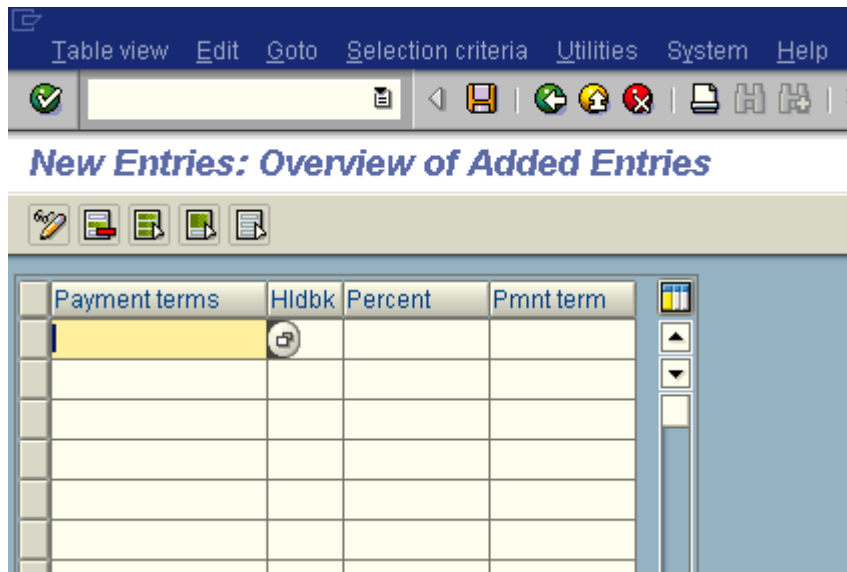 Table view Edit Goto Selection criteria Utilities System Help
New Entries: Overview of Added Entries
Payment terms Hldbk Percent Pmnt term